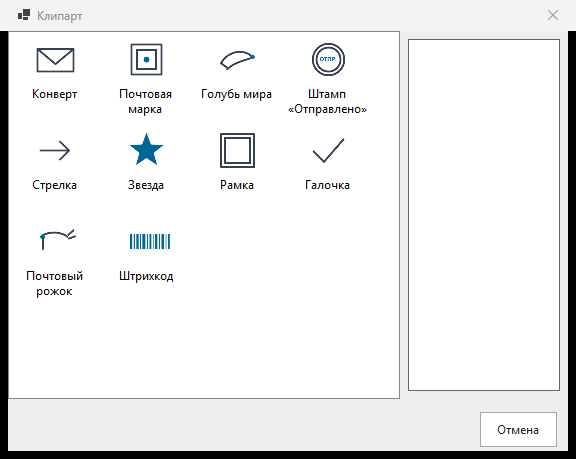 Клипарт
ОТПР.
Конверт
Почтовая
марка
Голубь мира
Штамп
«Отправлено»
Стрелка
Звезда
Рамка
Галочка
Почтовый
рожок
Штрихкод
Отмена